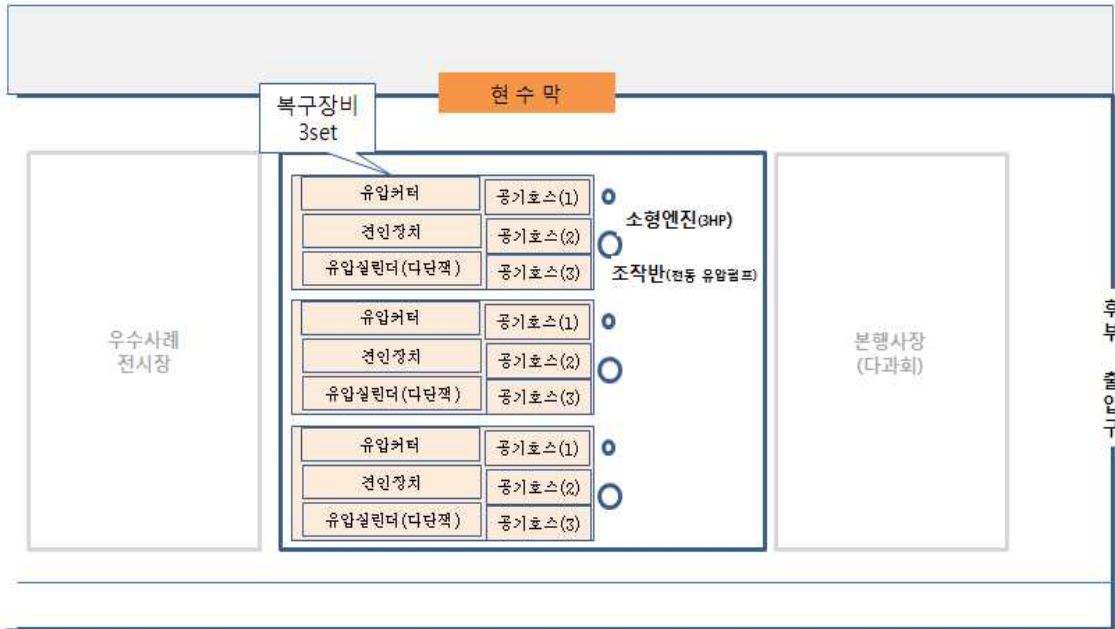 현 수 막
복구장비
3set
유압커터
공기호스(1)
견인장치
공기호스(2)
유압실린더(다단잭)
공기호스(3)
소형엔진(3HP)
조작반(전동 유압펌프)
유압커터
공기호스(1)
견인장치
공기호스(2)
유압실린더(다단잭)
공기호스(3)
유압커터
공기호스(1)
견인장치
공기호스(2)
유압실린더(다단잭)
공기호스(3)
우수사례
전시장
본행사장
(다과회)
후
부
출
입
구